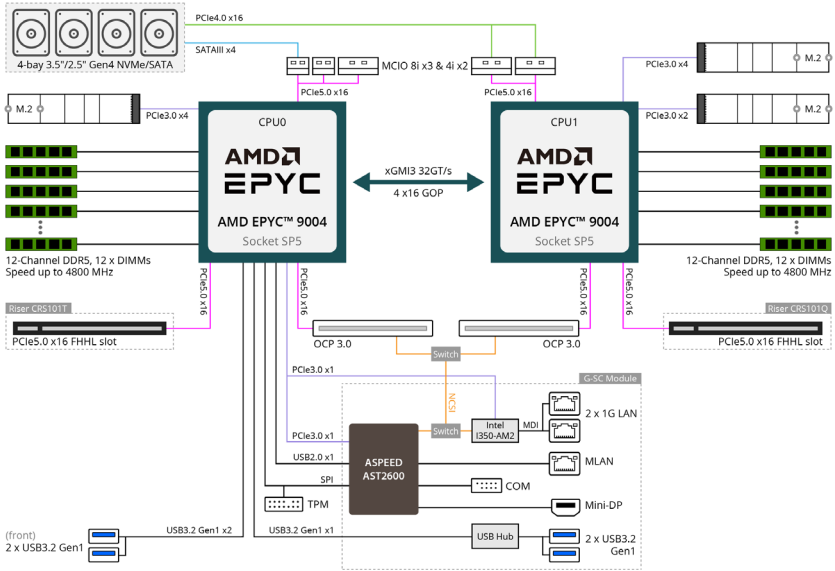 PCIe4.0 x16
SATAIII x4
4-bay 3.5"/2.5" Gen4 NVMe/SATA
MCIO 8i x3 & 4i x2
PCIe5.0 x16
PCIe5.0 x16
PCIe3.0 x4
M.2
M.2
PCIe3.0 x4
PCIe3.0 x2
M.2
CPU0
AMD
EPYC
AMD EPYC™ 9004
Socket SP5
xGMI3 32GT/s
4 x16 GOP
CPU1
AMD
EPYC
AMD EPYC™ 9004
Socket SP5
12-Channel DDR5, 12 x DIMMs
Speed up to 4800 MHz
12-Channel DDR5, 12 x DIMMs
Speed up to 4800 MHz
PCIe5.0 x16
PCIe5.0 x16
PCIe5.0 x16
PCIe5.0 x16
Riser CRS101T
PCIe5.0 x16 FHHL slot
OCP 3.0
OCP 3.0
Riser CRS101Q
PCIe5.0 x16 FHHL slot
Switch
PCIe3.0 x1
G-SC Module
NCSI
Switch
Intel
I350-AM2
MDI
2 x 1G LAN
PCIe3.0 x1
USB2.0 x1
ASPEED
AST2600
MLAN
SPI
TPM
COM
Mini-DP
(front)
2 x USB3.2 Gen1
USB3.2 Gen1 x2
USB3.2 Gen1 x1
USB Hub
2 x USB3.2
Gen1